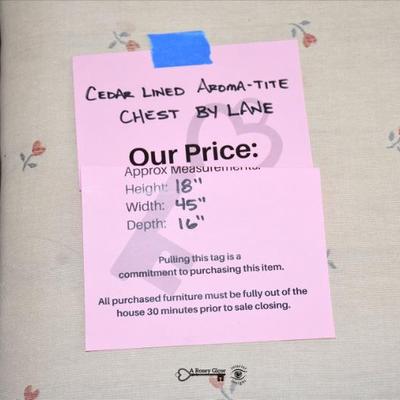 CEDAR LINED AROMA-TITE
CHEST BY LANE
Our Price:
Approx Measurements:
Height: 18"
Width: 45"
Depth: 16"
Pulling this tag is a
commitment to purchasing this item.
All purchased furniture must be fully out of the
house 30 minutes prior to sale closing.
A Rosey Glow